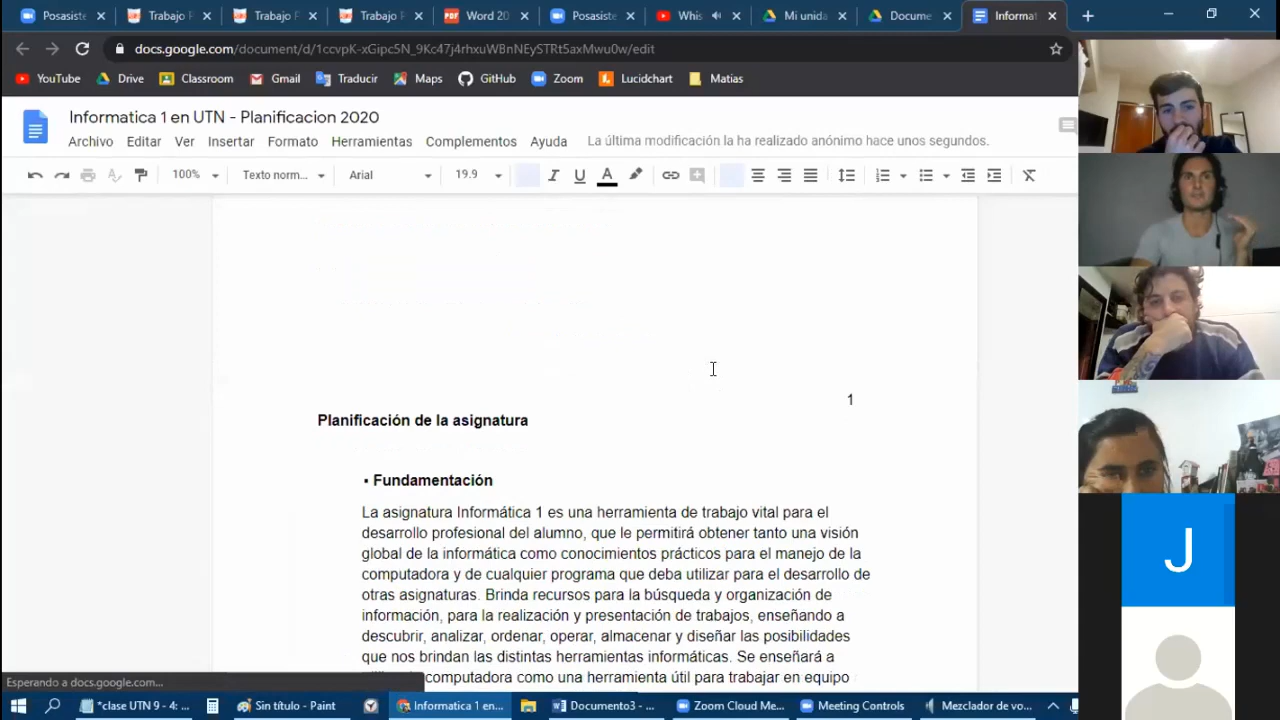 Posasiste
Trabajo F
Trabajo F
Trabajo F
Word 20
Posasiste
Whis
Mi unida
Docume
Informat
docs.google.com/document/d/1ccvpK-xGipc5N_9Kc47j4rhxuWBnNEySTRt5axMwu0w/edit
YouTube
Drive
Classroom
Gmail
Traducir
Maps
GitHub
Zoom
Lucidchart
Matias
Informatica 1 en UTN - Planificacion 2020
Archivo Editar Ver Insertar Formato Herramientas Complementos Ayuda
La última modificación la ha realizado anónimo hace unos segundos.
100% Texto norm... Arial 19.9
1
Planificación de la asignatura
▪ Fundamentación
La asignatura Informática 1 es una herramienta de trabajo vital para el
desarrollo profesional del alumno, que le permitirá obtener tanto una visión
global de la informática como conocimientos prácticos para el manejo de la
computadora y de cualquier programa que deba utilizar para el desarrollo de
otras asignaturas. Brinda recursos para la búsqueda y organización de
información, para la realización y presentación de trabajos, enseñando a
descubrir, analizar, ordenar, operar, almacenar y diseñar las posibilidades
que nos brindan las distintas herramientas informáticas. Se enseñará a
computadora como una herramienta útil para trabajar en equipo
Esperando a docs.google.com...
J
*clase UTN 9 - 4: ...
Sin título - Paint
Informatica 1 en...
Documento3 - ...
Zoom Cloud Me...
Meeting Controls
Mezclador de vo...